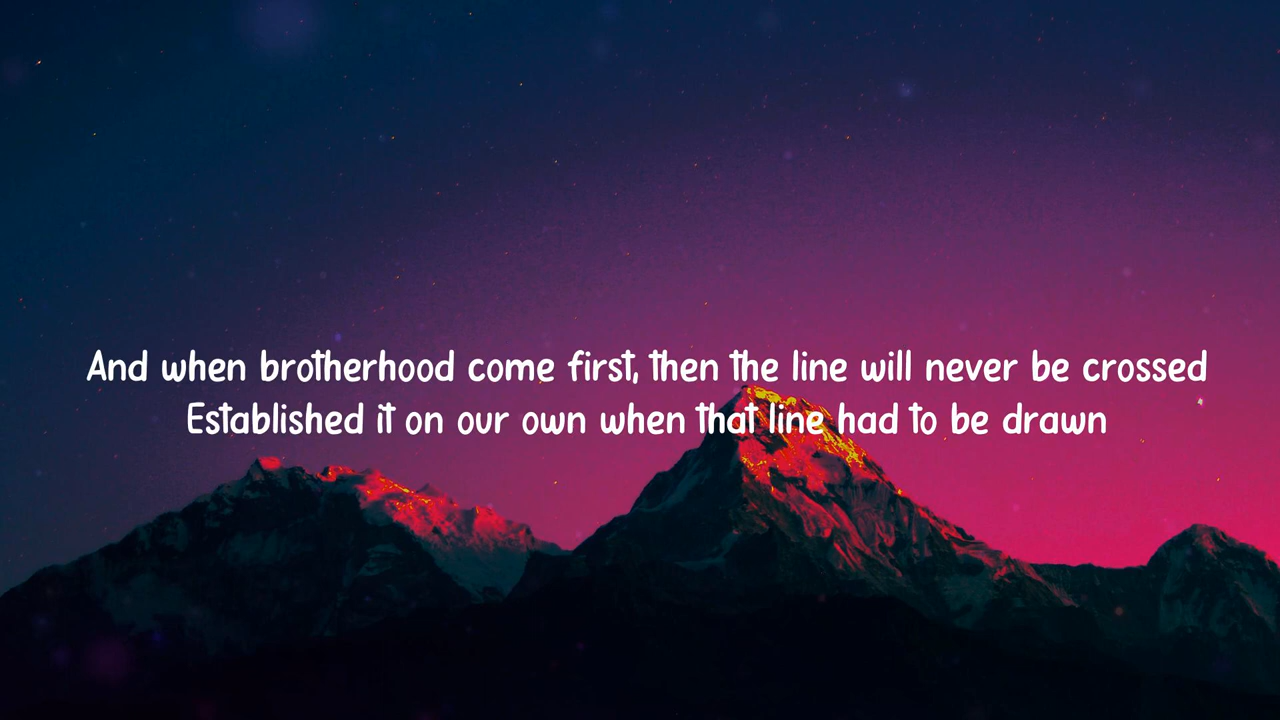 And when brotherhood come first, then the line will never be crossed
Established it on our own when that line had to be drawn